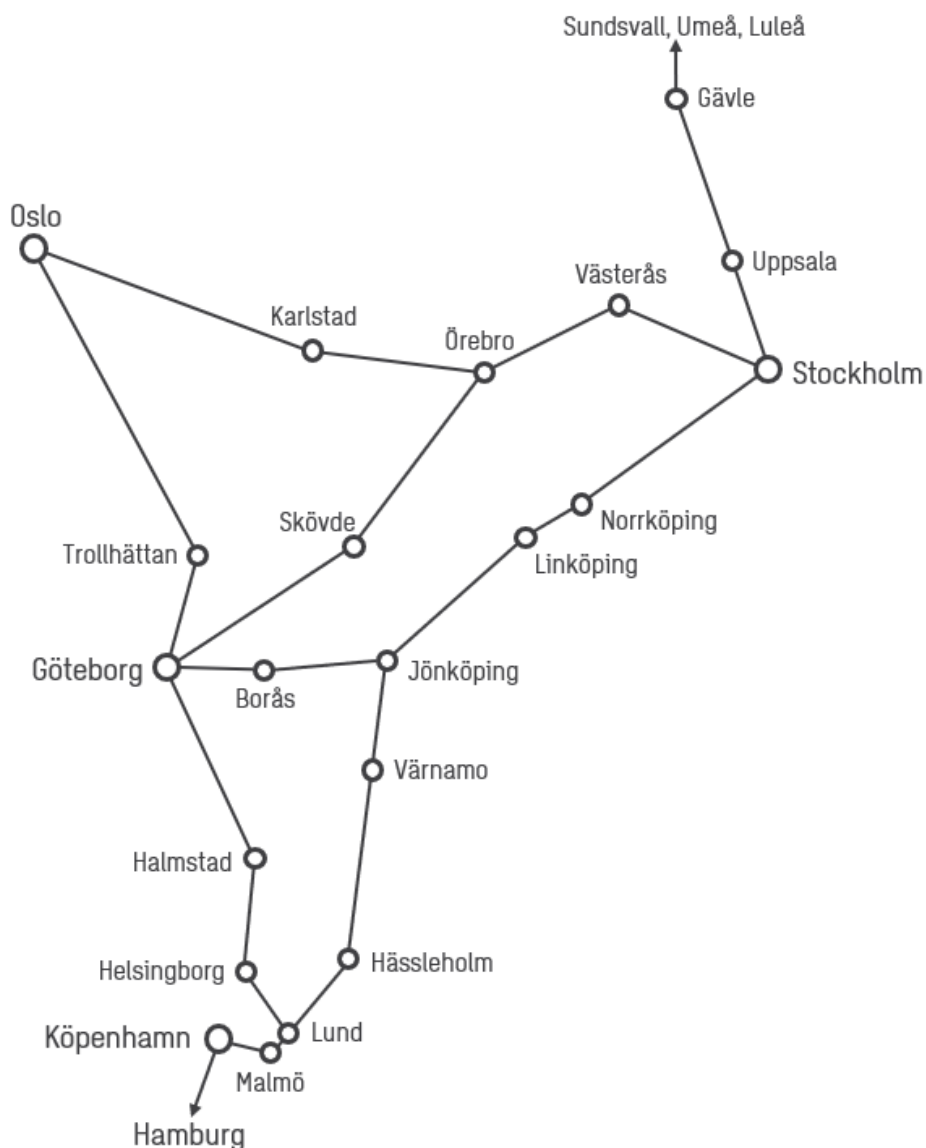 Sundsvall, Umeå, Luleå
Gävle
Oslo
Uppsala
Västerås
Karlstad
Örebro
Stockholm
Skövde
Norrköping
Trollhättan
Linköping
Göteborg
Jönköping
Borås
Värnamo
Halmstad
Helsingborg
Hässleholm
Köpenhamn
Lund
Malmö
Hamburg